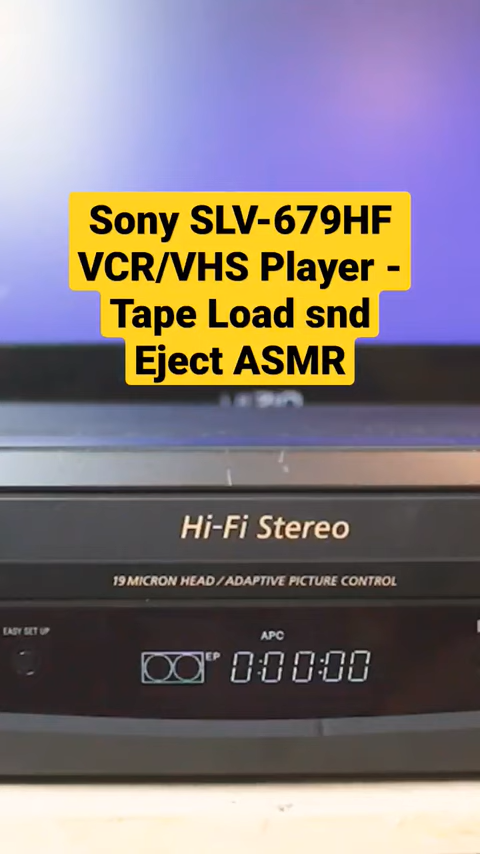 Sony SLV-679HF
VCR/VHS Player -
Tape Load snd
Eject ASMR
Hi-Fi Stereo
19 MICRON HEAD / ADAPTIVE PICTURE CONTROL
EASY SET UP
APC
EP 0:00:00